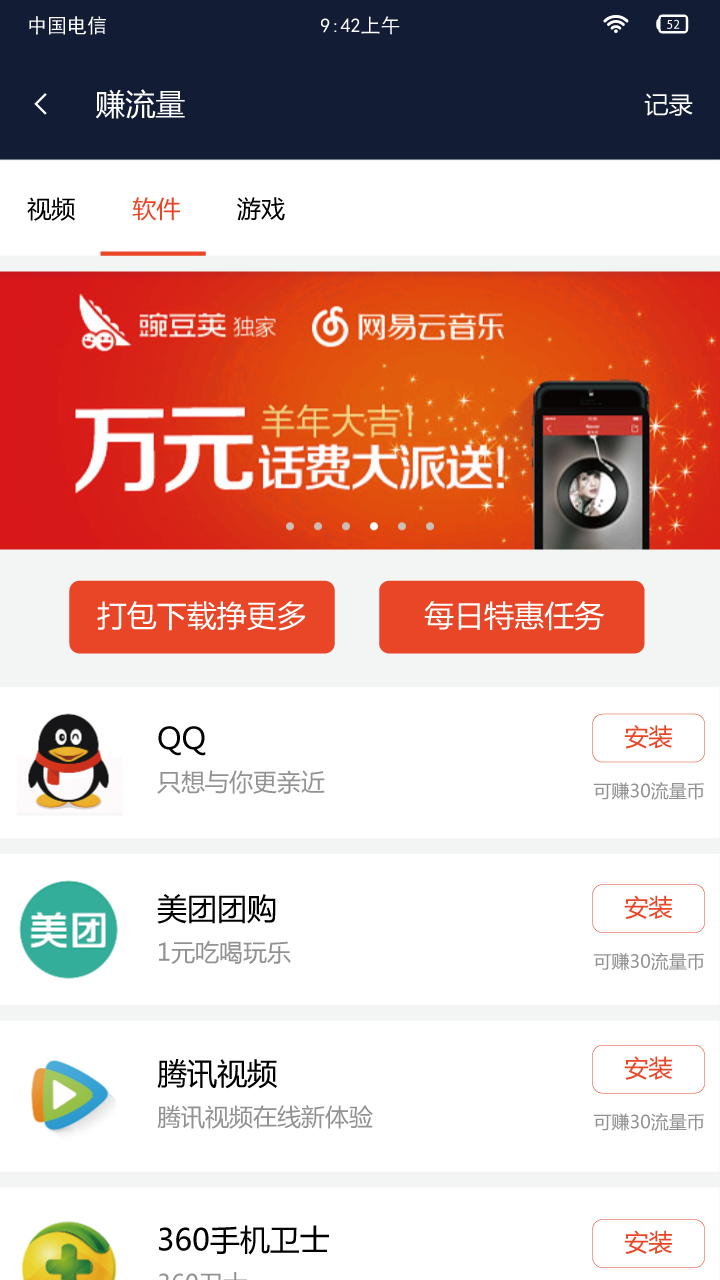 中国电信 9:42上午 52
赚流量 记录
视频 软件 游戏
豌豆荚 独家 网易云音乐
万元 羊年大吉!
话费大派送!
打包下载挣更多 每日特惠任务
QQ
安装
只想与你更亲近
可赚30流量币
美团
美团团购
安装
1元吃喝玩乐
可赚30流量币
腾讯视频
安装
腾讯视频在线新体验
可赚30流量币
360手机卫士
安装
360卫士